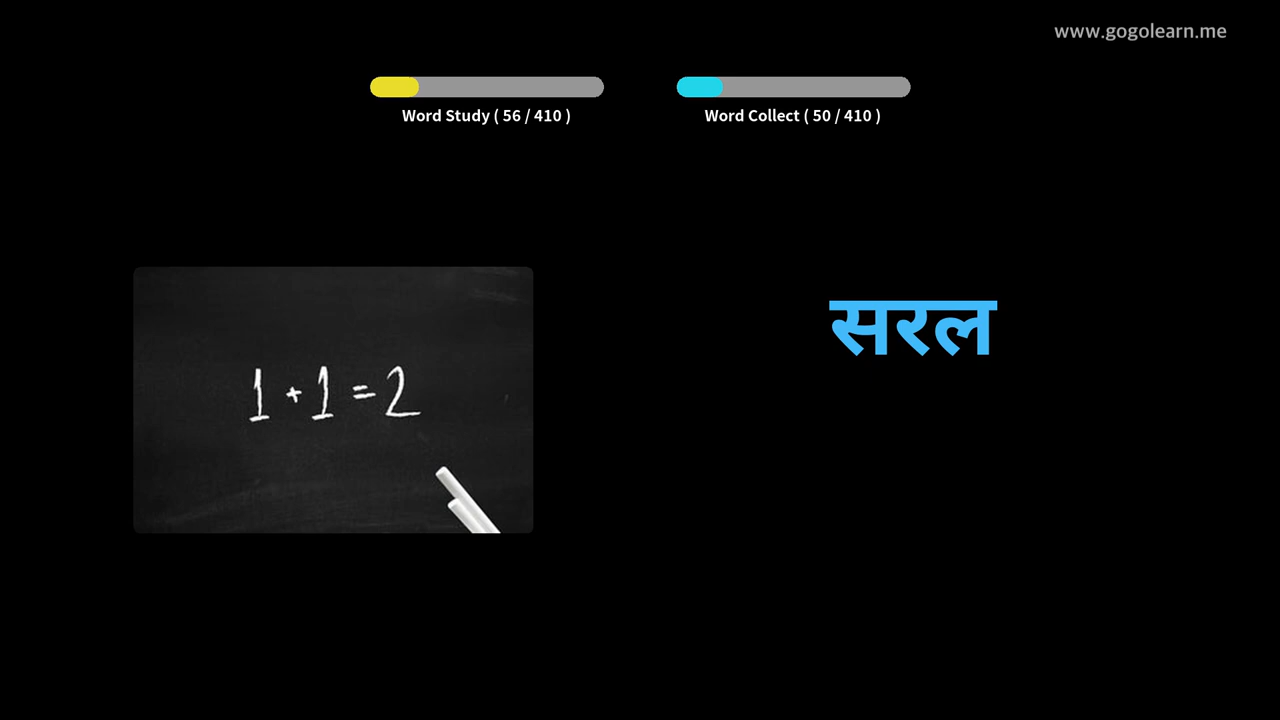 www.gogolearn.me
Word Study ( 56 / 410 )
Word Collect ( 50 / 410 )
1 + 1 = 2
सरल